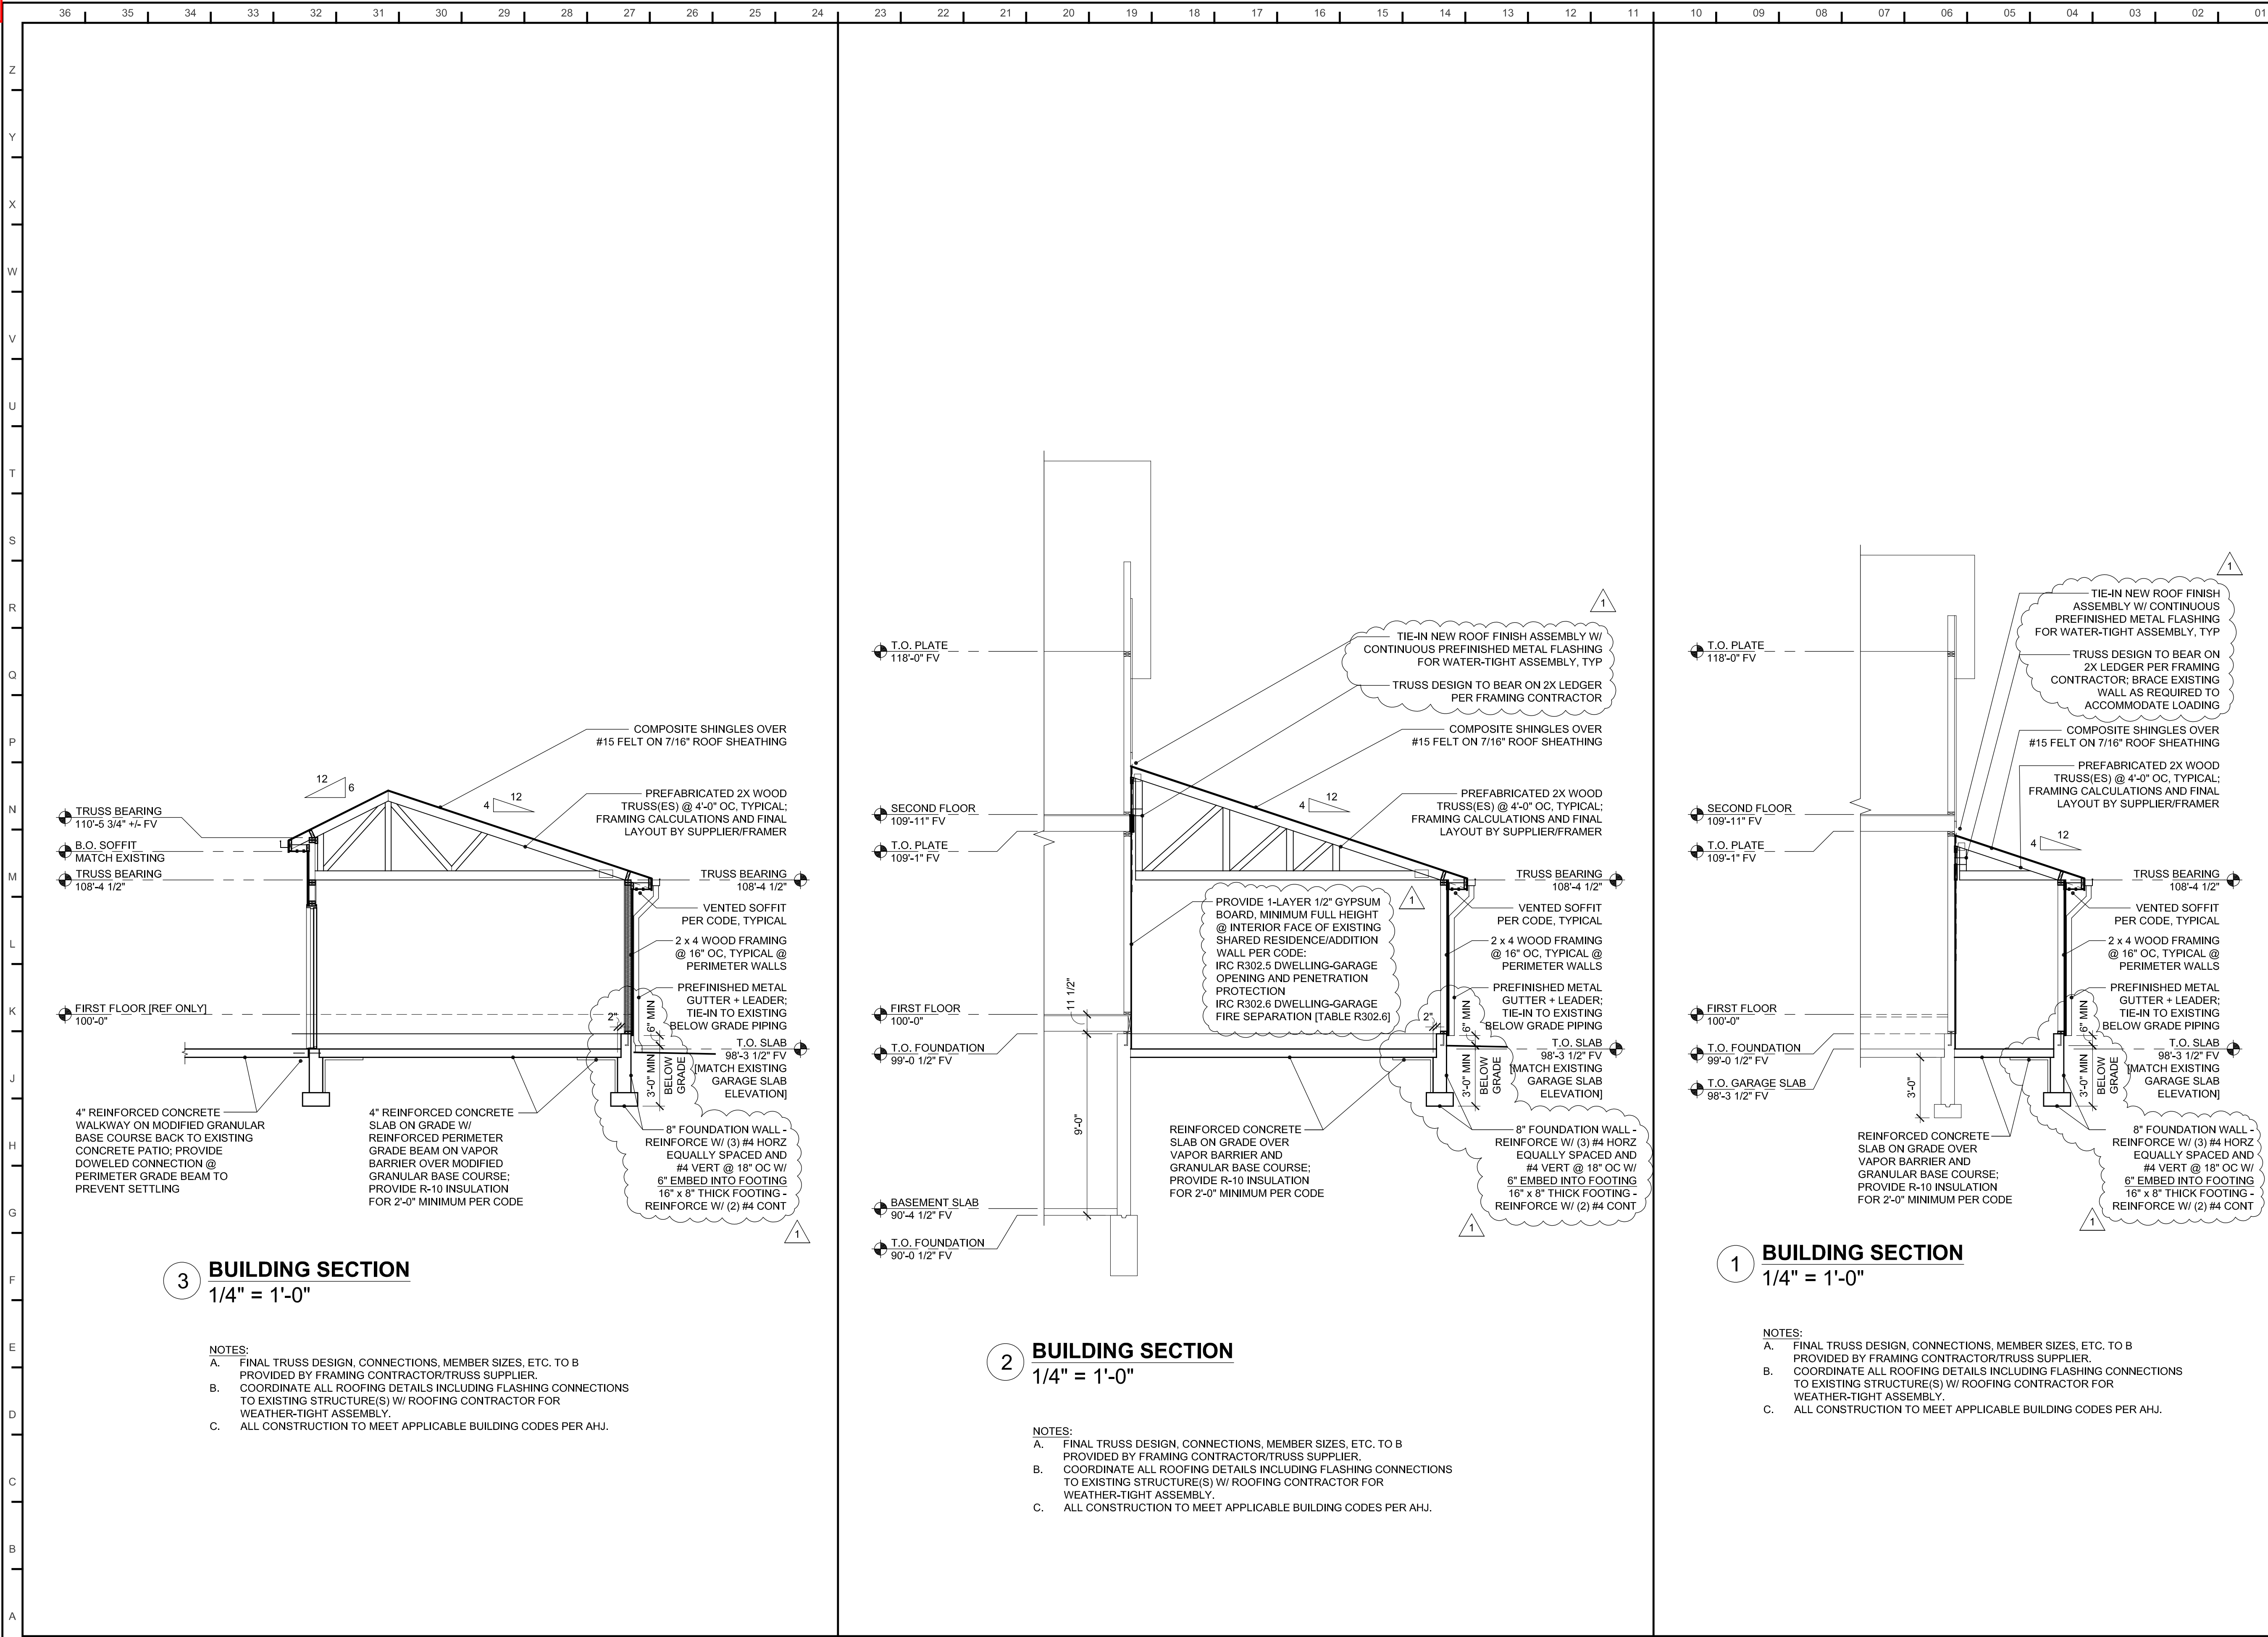 36 35 34 33 32 31 30 29 28 27 26 25 24 23 22 21 20 19 18 17 16 15 14 13 12 11 10 09 08 07 06 05 04 03 02 01
Z
Y
X
W
V
U
T
S
R
Q
P
N
M
L
K
J
H
G
F
E
D
C
B
A
COMPOSITE SHINGLES OVER
#15 FELT ON 7/16" ROOF SHEATHING
12
6
4
12
PREFABRICATED 2X WOOD
TRUSS(ES) @ 4'-0" OC, TYPICAL;
FRAMING CALCULATIONS AND FINAL
LAYOUT BY SUPPLIER/FRAMER
TRUSS BEARING
110'-5 3/4" +/- FV
B.O. SOFFIT
MATCH EXISTING
TRUSS BEARING
108'-4 1/2"
TRUSS BEARING
108'-4 1/2"
VENTED SOFFIT
PER CODE, TYPICAL
2 x 4 WOOD FRAMING
@ 16" OC, TYPICAL @
PERIMETER WALLS
PREFINISHED METAL
GUTTER + LEADER;
TIE-IN TO EXISTING
BELOW GRADE PIPING
FIRST FLOOR [REF ONLY]
100'-0"
2"
6" MIN
T.O. SLAB
98'-3 1/2" FV
[MATCH EXISTING
GARAGE SLAB
ELEVATION]
3'-0" MIN
BELOW
GRADE
4" REINFORCED CONCRETE
WALKWAY ON MODIFIED GRANULAR
BASE COURSE BACK TO EXISTING
CONCRETE PATIO; PROVIDE
DOWELED CONNECTION @
PERIMETER GRADE BEAM TO
PREVENT SETTLING
4" REINFORCED CONCRETE
SLAB ON GRADE W/
REINFORCED PERIMETER
GRADE BEAM ON VAPOR
BARRIER OVER MODIFIED
GRANULAR BASE COURSE;
PROVIDE R-10 INSULATION
FOR 2'-0" MINIMUM PER CODE
8" FOUNDATION WALL -
REINFORCE W/ (3) #4 HORZ
EQUALLY SPACED AND
#4 VERT @ 18" OC W/
6" EMBED INTO FOOTING
16" x 8" THICK FOOTING -
REINFORCE W/ (2) #4 CONT
1
3
BUILDING SECTION
1/4" = 1'-0"
NOTES:
A. FINAL TRUSS DESIGN, CONNECTIONS, MEMBER SIZES, ETC. TO B
PROVIDED BY FRAMING CONTRACTOR/TRUSS SUPPLIER.
B. COORDINATE ALL ROOFING DETAILS INCLUDING FLASHING CONNECTIONS
TO EXISTING STRUCTURE(S) W/ ROOFING CONTRACTOR FOR
WEATHER-TIGHT ASSEMBLY.
C. ALL CONSTRUCTION TO MEET APPLICABLE BUILDING CODES PER AHJ.
1
TIE-IN NEW ROOF FINISH ASSEMBLY W/
CONTINUOUS PREFINISHED METAL FLASHING
FOR WATER-TIGHT ASSEMBLY, TYP
TRUSS DESIGN TO BEAR ON 2X LEDGER
PER FRAMING CONTRACTOR
COMPOSITE SHINGLES OVER
#15 FELT ON 7/16" ROOF SHEATHING
4
12
PREFABRICATED 2X WOOD
TRUSS(ES) @ 4'-0" OC, TYPICAL;
FRAMING CALCULATIONS AND FINAL
LAYOUT BY SUPPLIER/FRAMER
T.O. PLATE
118'-0" FV
SECOND FLOOR
109'-11" FV
T.O. PLATE
109'-1" FV
TRUSS BEARING
108'-4 1/2"
PROVIDE 1-LAYER 1/2" GYPSUM
BOARD, MINIMUM FULL HEIGHT
@ INTERIOR FACE OF EXISTING
SHARED RESIDENCE/ADDITION
WALL PER CODE:
IRC R302.5 DWELLING-GARAGE
OPENING AND PENETRATION
PROTECTION
IRC R302.6 DWELLING-GARAGE
FIRE SEPARATION [TABLE R302.6]
1
VENTED SOFFIT
PER CODE, TYPICAL
2 x 4 WOOD FRAMING
@ 16" OC, TYPICAL @
PERIMETER WALLS
PREFINISHED METAL
GUTTER + LEADER;
TIE-IN TO EXISTING
BELOW GRADE PIPING
FIRST FLOOR
100'-0"
11 1/2"
2"
6" MIN
T.O. FOUNDATION
99'-0 1/2" FV
T.O. SLAB
98'-3 1/2" FV
[MATCH EXISTING
GARAGE SLAB
ELEVATION]
3'-0" MIN
BELOW
GRADE
9'-0"
REINFORCED CONCRETE
SLAB ON GRADE OVER
VAPOR BARRIER AND
GRANULAR BASE COURSE;
PROVIDE R-10 INSULATION
FOR 2'-0" MINIMUM PER CODE
8" FOUNDATION WALL -
REINFORCE W/ (3) #4 HORZ
EQUALLY SPACED AND
#4 VERT @ 18" OC W/
6" EMBED INTO FOOTING
16" x 8" THICK FOOTING -
REINFORCE W/ (2) #4 CONT
1
BASEMENT SLAB
90'-4 1/2" FV
T.O. FOUNDATION
90'-0 1/2" FV
2
BUILDING SECTION
1/4" = 1'-0"
NOTES:
A. FINAL TRUSS DESIGN, CONNECTIONS, MEMBER SIZES, ETC. TO B
PROVIDED BY FRAMING CONTRACTOR/TRUSS SUPPLIER.
B. COORDINATE ALL ROOFING DETAILS INCLUDING FLASHING CONNECTIONS
TO EXISTING STRUCTURE(S) W/ ROOFING CONTRACTOR FOR
WEATHER-TIGHT ASSEMBLY.
C. ALL CONSTRUCTION TO MEET APPLICABLE BUILDING CODES PER AHJ.
1
TIE-IN NEW ROOF FINISH
ASSEMBLY W/ CONTINUOUS
PREFINISHED METAL FLASHING
FOR WATER-TIGHT ASSEMBLY, TYP
TRUSS DESIGN TO BEAR ON
2X LEDGER PER FRAMING
CONTRACTOR; BRACE EXISTING
WALL AS REQUIRED TO
ACCOMMODATE LOADING
COMPOSITE SHINGLES OVER
#15 FELT ON 7/16" ROOF SHEATHING
PREFABRICATED 2X WOOD
TRUSS(ES) @ 4'-0" OC, TYPICAL;
FRAMING CALCULATIONS AND FINAL
LAYOUT BY SUPPLIER/FRAMER
4
12
T.O. PLATE
118'-0" FV
SECOND FLOOR
109'-11" FV
T.O. PLATE
109'-1" FV
TRUSS BEARING
108'-4 1/2"
VENTED SOFFIT
PER CODE, TYPICAL
2 x 4 WOOD FRAMING
@ 16" OC, TYPICAL @
PERIMETER WALLS
PREFINISHED METAL
GUTTER + LEADER;
TIE-IN TO EXISTING
BELOW GRADE PIPING
FIRST FLOOR
100'-0"
6" MIN
T.O. FOUNDATION
99'-0 1/2" FV
T.O. GARAGE SLAB
98'-3 1/2" FV
T.O. SLAB
98'-3 1/2" FV
[MATCH EXISTING
GARAGE SLAB
ELEVATION]
3'-0"
3'-0" MIN
BELOW
GRADE
REINFORCED CONCRETE
SLAB ON GRADE OVER
VAPOR BARRIER AND
GRANULAR BASE COURSE;
PROVIDE R-10 INSULATION
FOR 2'-0" MINIMUM PER CODE
8" FOUNDATION WALL -
REINFORCE W/ (3) #4 HORZ
EQUALLY SPACED AND
#4 VERT @ 18" OC W/
6" EMBED INTO FOOTING
16" x 8" THICK FOOTING -
REINFORCE W/ (2) #4 CONT
1
1
BUILDING SECTION
1/4" = 1'-0"
NOTES:
A. FINAL TRUSS DESIGN, CONNECTIONS, MEMBER SIZES, ETC. TO B
PROVIDED BY FRAMING CONTRACTOR/TRUSS SUPPLIER.
B. COORDINATE ALL ROOFING DETAILS INCLUDING FLASHING CONNECTIONS
TO EXISTING STRUCTURE(S) W/ ROOFING CONTRACTOR FOR
WEATHER-TIGHT ASSEMBLY.
C. ALL CONSTRUCTION TO MEET APPLICABLE BUILDING CODES PER AHJ.